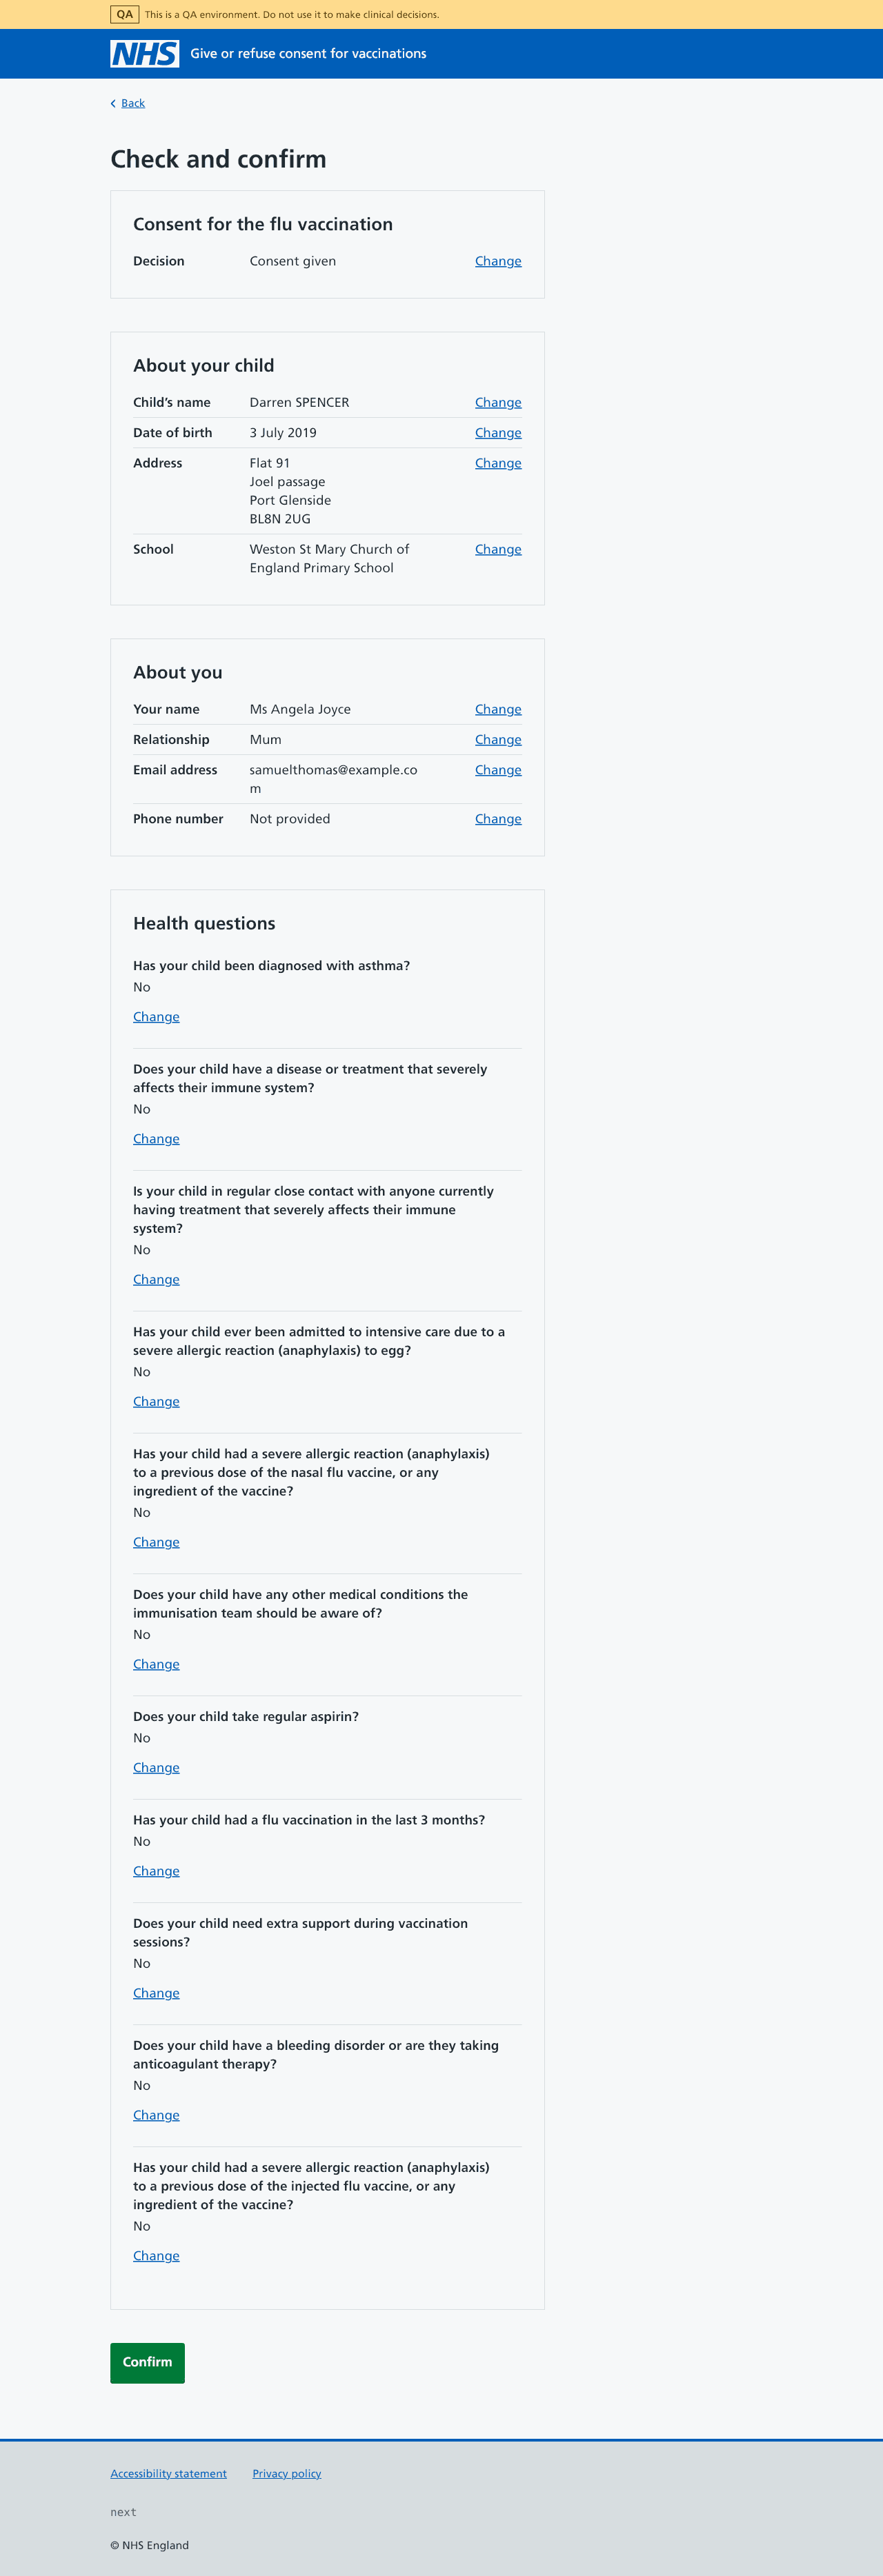 QA This is a QA environment. Do not use it to make clinical decisions.
NHS Give or refuse consent for vaccinations
Back
Check and confirm
Consent for the flu vaccination
Decision Consent given Change
About your child
Child’s name Darren SPENCER Change
Date of birth 3 July 2019 Change
Address Flat 91 Change
Joel passage
Port Glenside
BL8N 2UG
School Weston St Mary Church of Change
England Primary School
About you
Your name Ms Angela Joyce Change
Relationship Mum Change
Email address samuelthomas@example.co Change
m
Phone number Not provided Change
Health questions
Has your child been diagnosed with asthma?
No
Change
Does your child have a disease or treatment that severely
affects their immune system?
No
Change
Is your child in regular close contact with anyone currently
having treatment that severely affects their immune
system?
No
Change
Has your child ever been admitted to intensive care due to a
severe allergic reaction (anaphylaxis) to egg?
No
Change
Has your child had a severe allergic reaction (anaphylaxis)
to a previous dose of the nasal flu vaccine, or any
ingredient of the vaccine?
No
Change
Does your child have any other medical conditions the
immunisation team should be aware of?
No
Change
Does your child take regular aspirin?
No
Change
Has your child had a flu vaccination in the last 3 months?
No
Change
Does your child need extra support during vaccination
sessions?
No
Change
Does your child have a bleeding disorder or are they taking
anticoagulant therapy?
No
Change
Has your child had a severe allergic reaction (anaphylaxis)
to a previous dose of the injected flu vaccine, or any
ingredient of the vaccine?
No
Change
Confirm
Accessibility statement Privacy policy
next
© NHS England